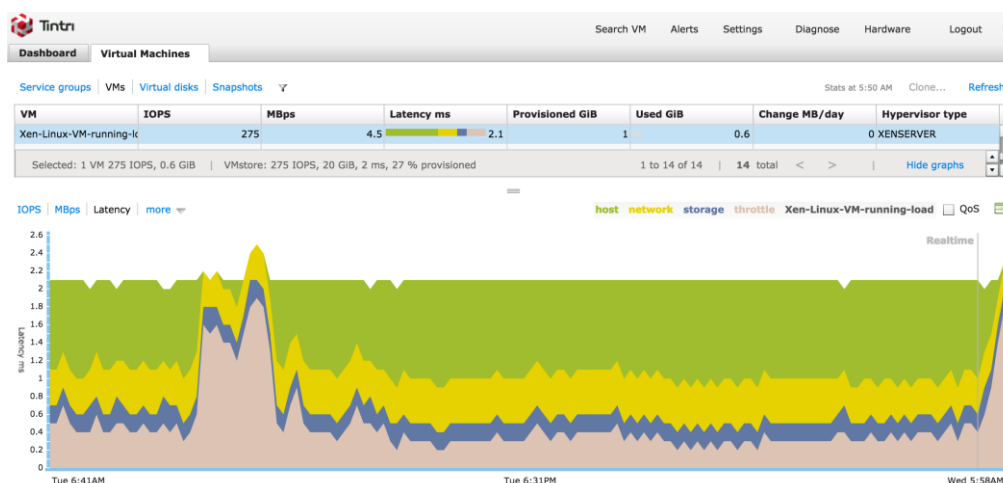 Tintri
Search VM Alerts Settings Diagnose Hardware Logout
Dashboard Virtual Machines
Service groups VMs Virtual disks Snapshots Stats at 5:50 AM Clone... Refresh
VM IOPS MBps Latency ms Provisioned GiB Used GiB Change MB/day Hypervisor type
Xen-Linux-VM-running-lo 275 4.5 2.1 1 0.6 0 XENSERVER
Selected: 1 VM 275 IOPS, 0.6 GiB | VMstore: 275 IOPS, 20 GiB, 2 ms, 27 % provisioned 1 to 14 of 14 | 14 total < > | Hide graphs
IOPS MBps Latency more host network storage throttle Xen-Linux-VM-running-load QoS
Realtime
Latency ms
2.6
2.4
2.2
2
1.8
1.6
1.4
1.2
1
0.8
0.6
0.4
0.2
0
Tue 6:41AM Tue 6:31PM Wed 5:58AM